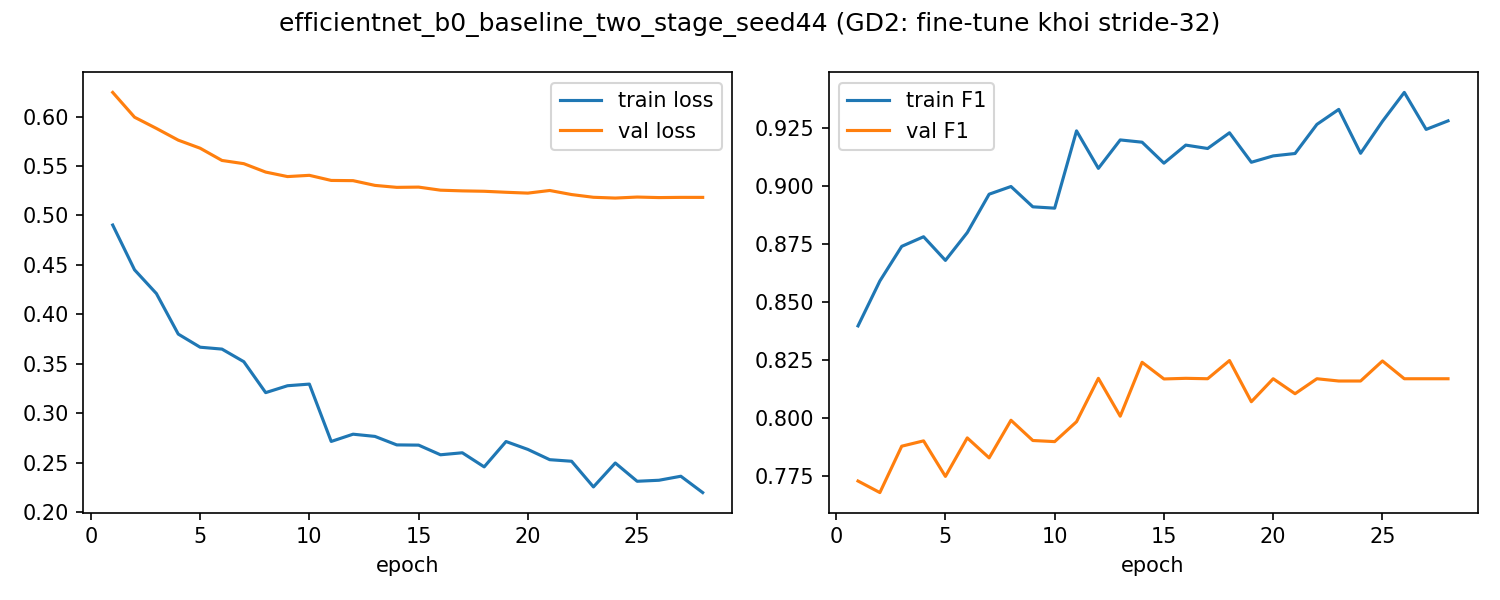 efficientnet_b0_baseline_two_stage_seed44 (GD2: fine-tune khoi stride-32)
train loss
val loss
0.60
0.55
0.50
0.45
0.40
0.35
0.30
0.25
0.20
0 5 10 15 20 25
epoch
train F1
val F1
0.925
0.900
0.875
0.850
0.825
0.800
0.775
0 5 10 15 20 25
epoch